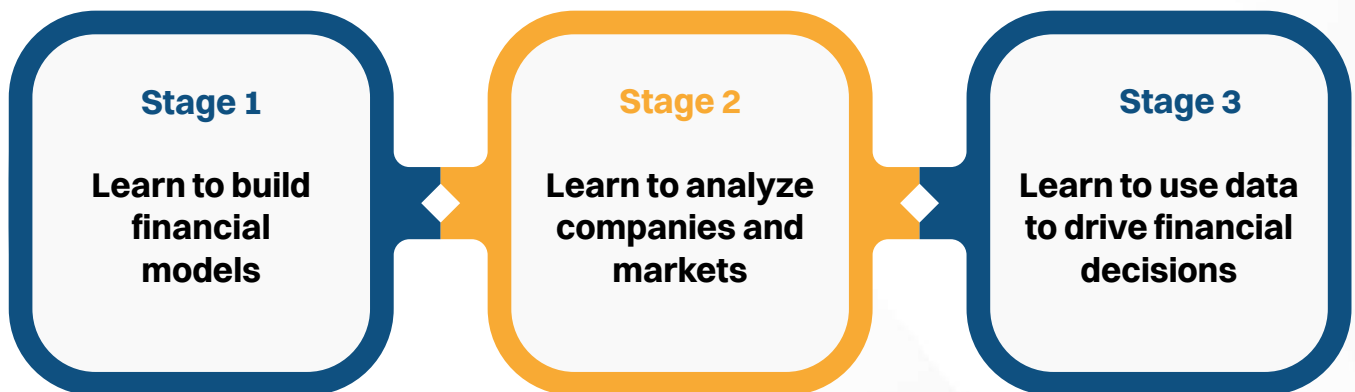 Stage 1
Learn to build
financial
models
Stage 2
Learn to analyze
companies and
markets
Stage 3
Learn to use data
to drive financial
decisions